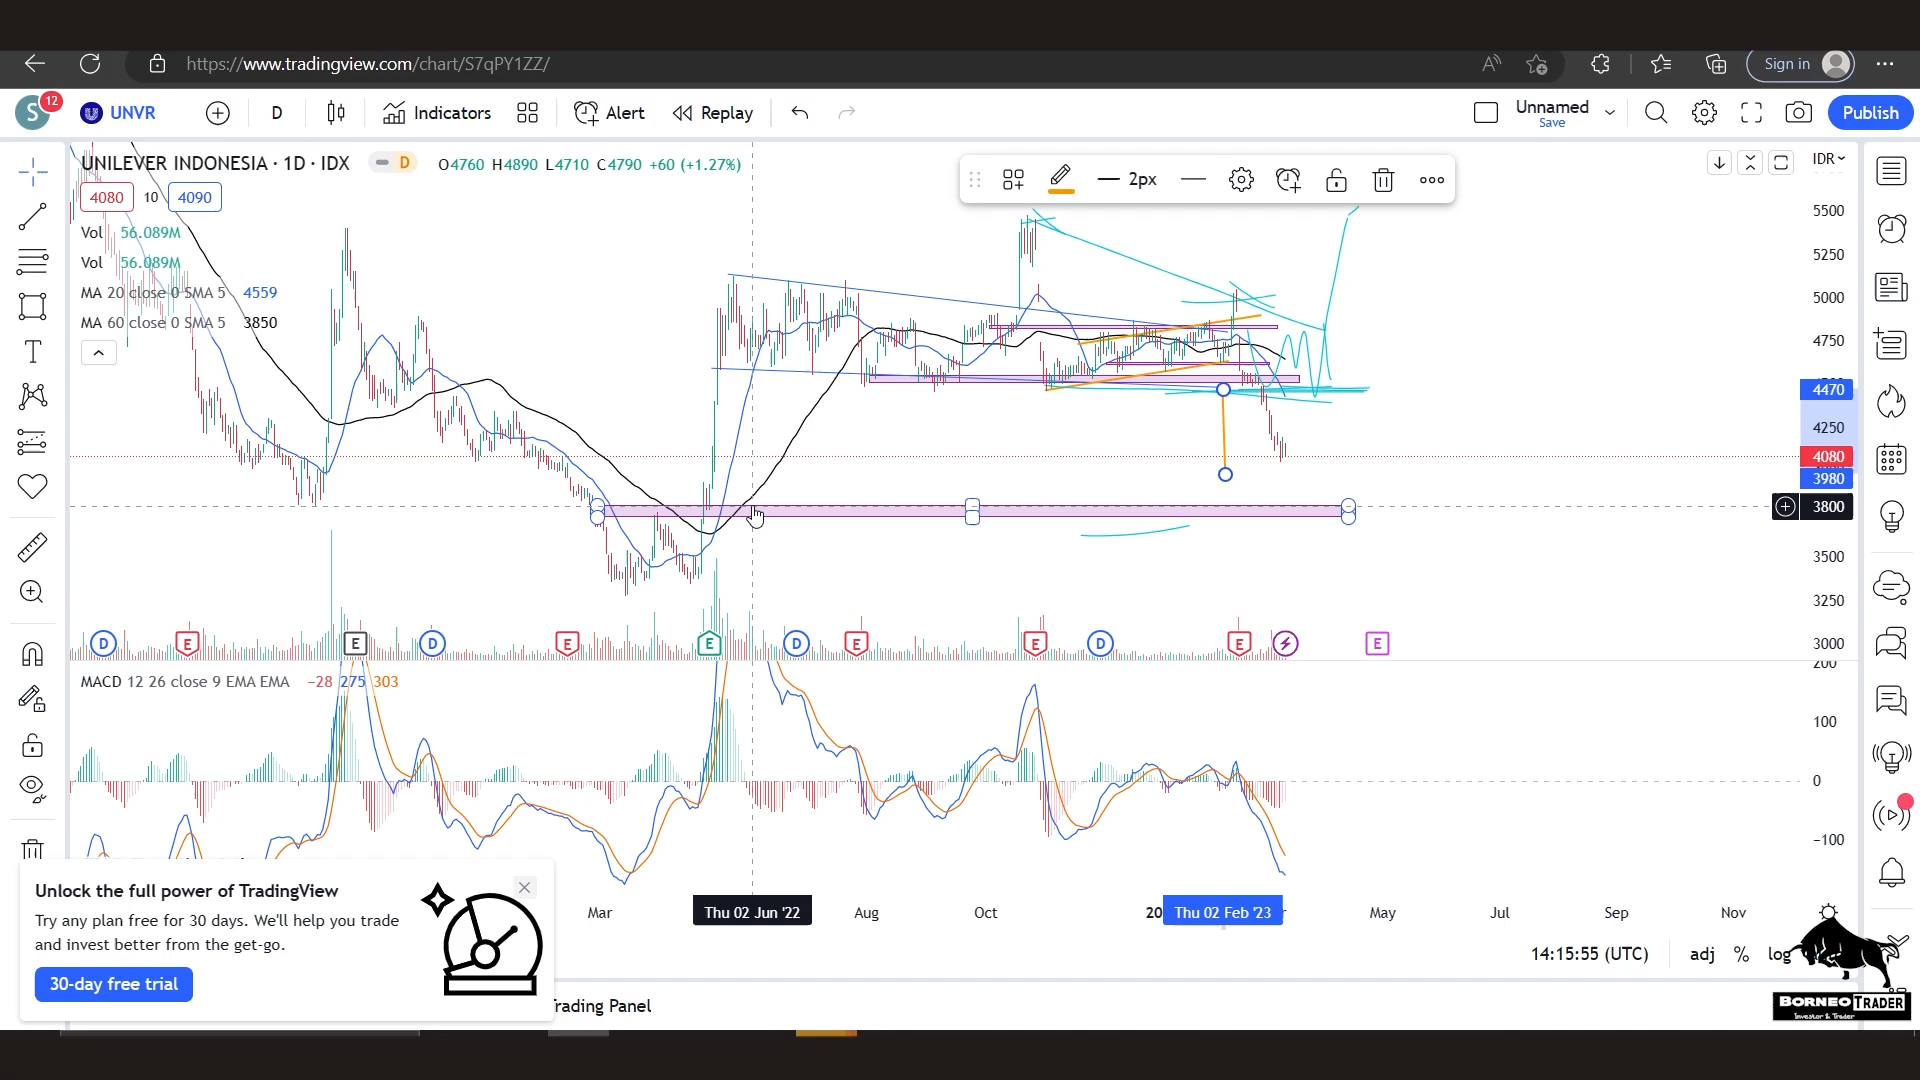 https://www.tradingview.com/chart/S7qPY1ZZ/
Sign in
S
12
UNVR
D
Indicators
Alert
Replay
Unnamed
Save
Publish
UNILEVER INDONESIA · 1D · IDX
D
O4760 H4890 L4710 C4790 +60 (+1.27%)
4080
10
4090
Vol 56.089M
Vol 56.089M
MA 20 close 0 SMA 5 4559
MA 60 close 0 SMA 5 3850
2px
IDR
5500
5250
5000
4750
4470
4250
4080
3980
3800
3500
3250
3000
200
D
E
E
D
E
E
D
E
E
D
E
E
MACD 12 26 close 9 EMA EMA −28 275 303
100
0
−100
Mar
Thu 02 Jun '22
Aug
Oct
20
Thu 02 Feb '23
May
Jul
Sep
Nov
14:15:55 (UTC)
adj
%
log
Unlock the full power of TradingView
Try any plan free for 30 days. We'll help you trade
and invest better from the get-go.
30-day free trial
Trading Panel
BORNEO TRADER
Investor & Trader